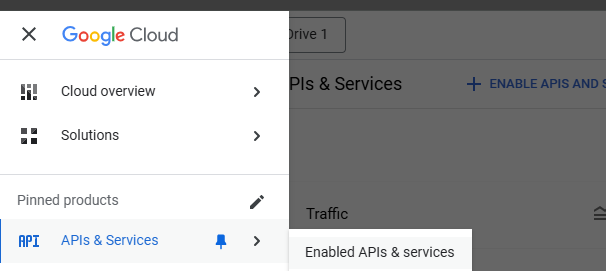 Google Cloud
Drive 1
Cloud overview
PIs & Services
+ ENABLE APIS AND S
Solutions
Pinned products
Traffic
API APIs & Services
Enabled APIs & services